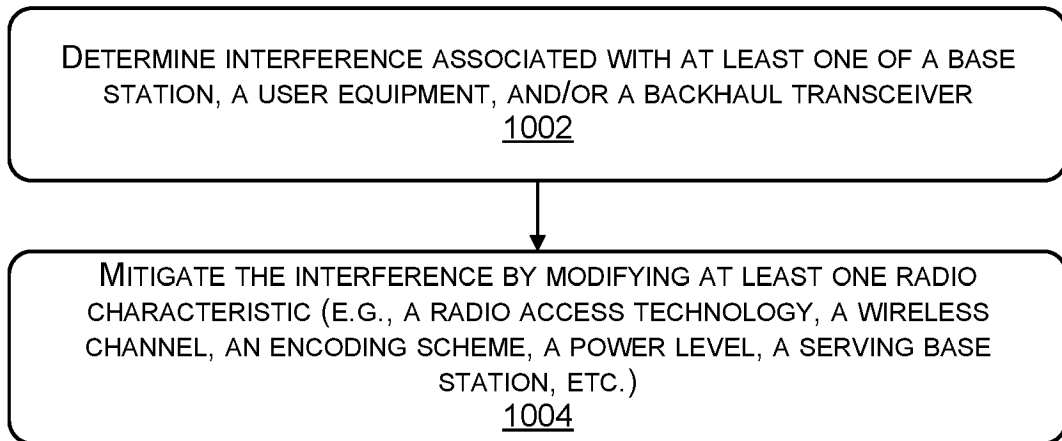 DETERMINE INTERFERENCE ASSOCIATED WITH AT LEAST ONE OF A BASE
STATION, A USER EQUIPMENT, AND/OR A BACKHAUL TRANSCEIVER
1002
MITIGATE THE INTERFERENCE BY MODIFYING AT LEAST ONE RADIO
CHARACTERISTIC (E.G., A RADIO ACCESS TECHNOLOGY, A WIRELESS
CHANNEL, AN ENCODING SCHEME, A POWER LEVEL, A SERVING BASE
STATION, ETC.)
1004